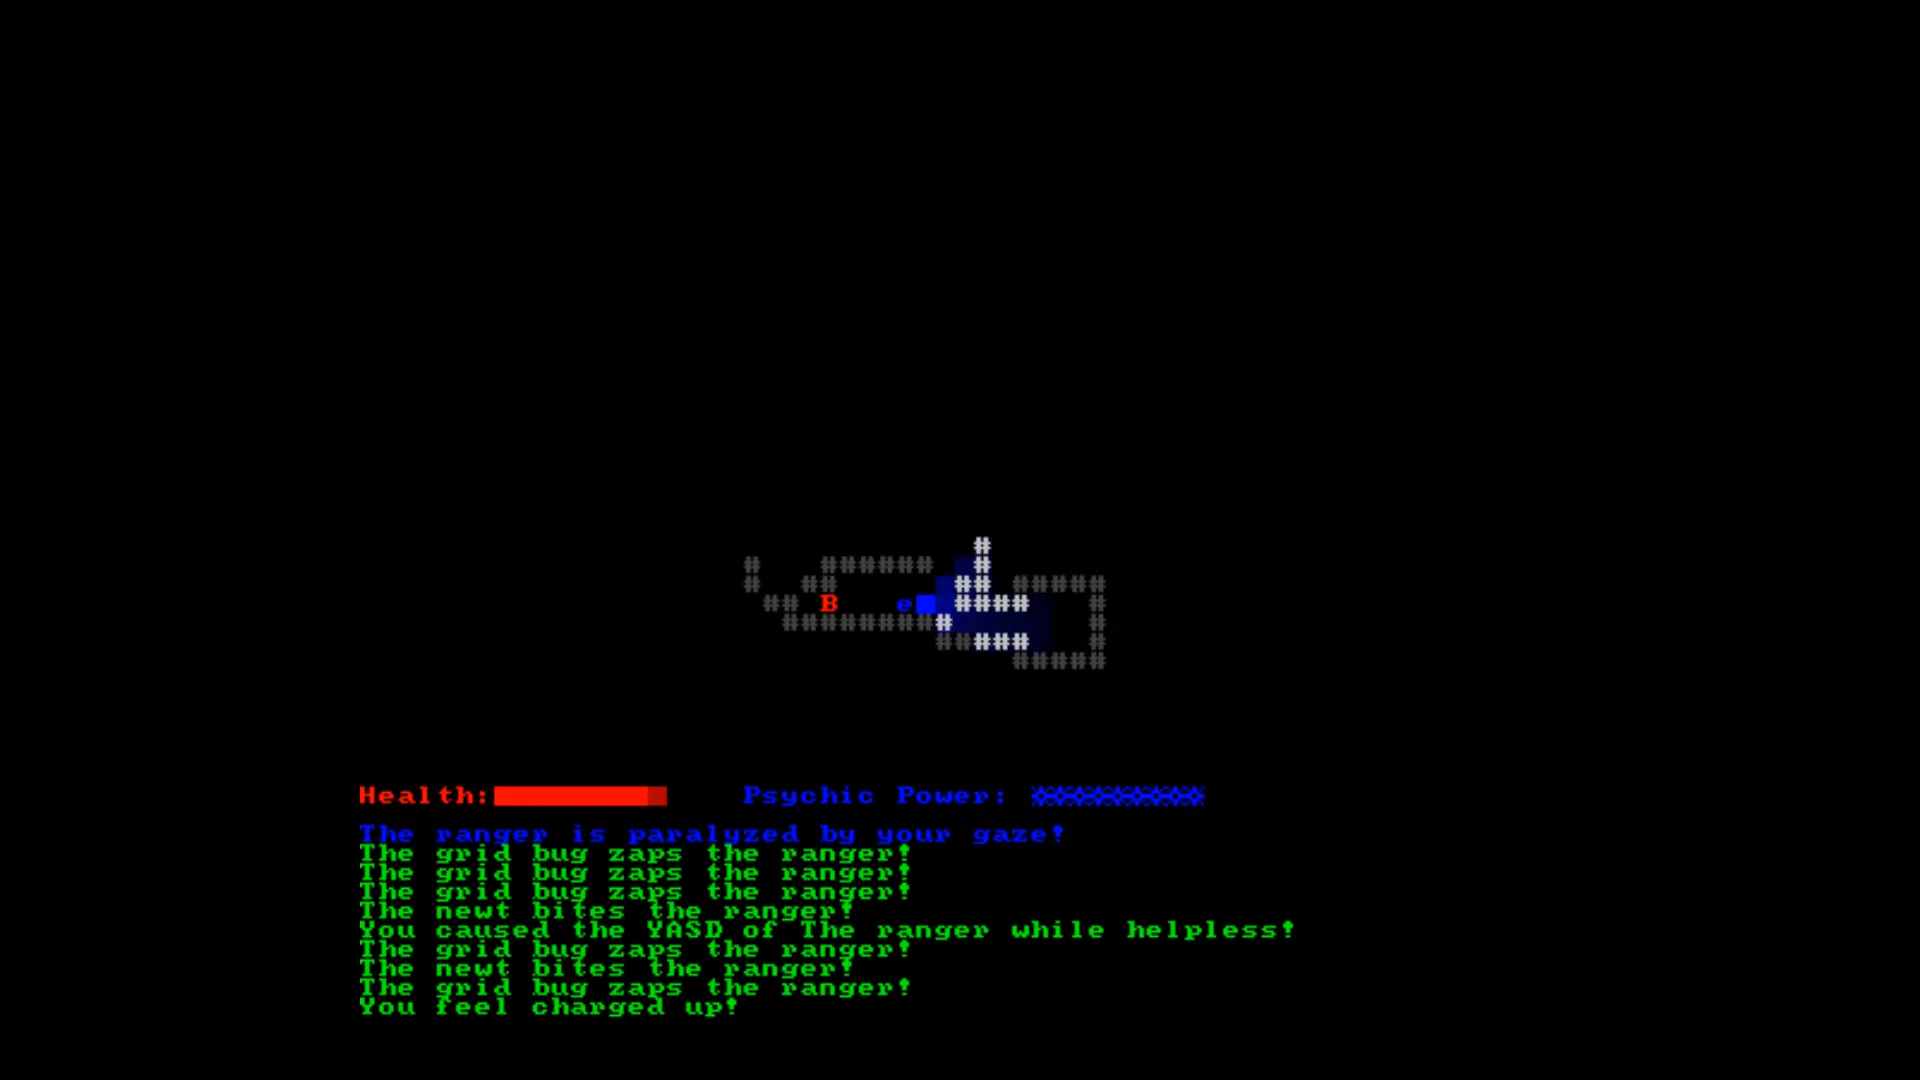 #
# ###### #
# ## ## #####
## B e #### #
######### # #
## ### #
#####
Health: Psychic Power:
The ranger is paralyzed by your gaze!
The grid bug zaps the ranger!
The grid bug zaps the ranger!
The grid bug zaps the ranger!
The newt bites the ranger!
You caused the YASD of The ranger while helpless!
The grid bug zaps the ranger!
The newt bites the ranger!
The grid bug zaps the ranger!
You feel charged up!